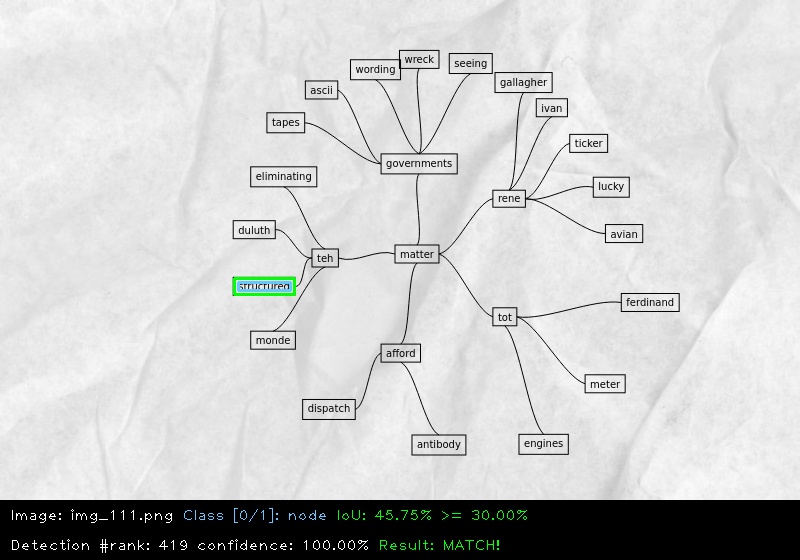 wreck
wording
seeing
gallagher
ascii
ivan
tapes
ticker
governments
eliminating
lucky
rene
duluth
avian
matter
teh
structured
ferdinand
tot
monde
afford
meter
dispatch
antibody
engines
Image: img_111.png Class [0/1]: node IoU: 45.75% >= 30.00%
Detection #rank: 419 confidence: 100.00% Result: MATCH!